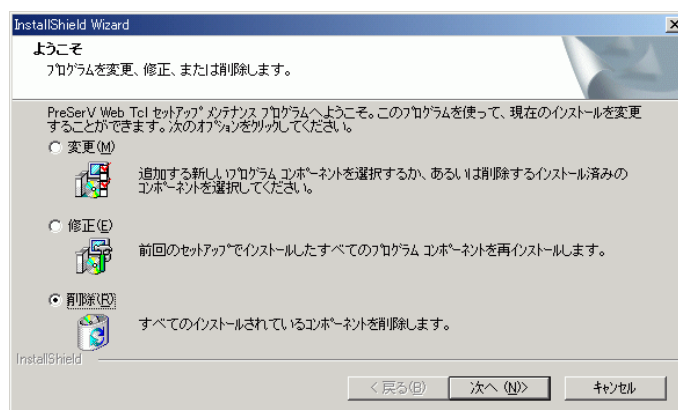 InstallShield Wizard
ようこそ
プログラムを変更、修正、または削除します。
PreSerV Web Tcl セットアップ メンテナンス プログラムへようこそ。このプログラムを使って、現在のインストールを変更
することができます。次のオプションをクリックしてください。
変更(M)
追加する新しいプログラム コンポーネントを選択するか、あるいは削除するインストール済みの
コンポーネントを選択してください。
修正(E)
前回のセットアップでインストールしたすべてのプログラム コンポーネントを再インストールします。
削除(R)
すべてのインストールされているコンポーネントを削除します。
InstallShield
< 戻る(B) 次へ (N)> キャンセル